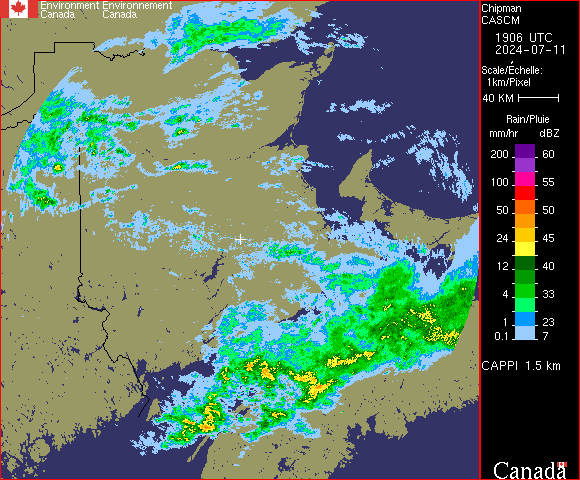 Environment Environnement
Canada Canada
Chipman
CASCM
1906 UTC
2024-07-11
Scale/Échelle:
1km/Pixel
40 KM
Rain/Pluie
mm/hr dBZ
200 60
100 55
50 50
24 45
12 40
4 33
1 23
0.1 7
CAPPI 1.5 km
Canada